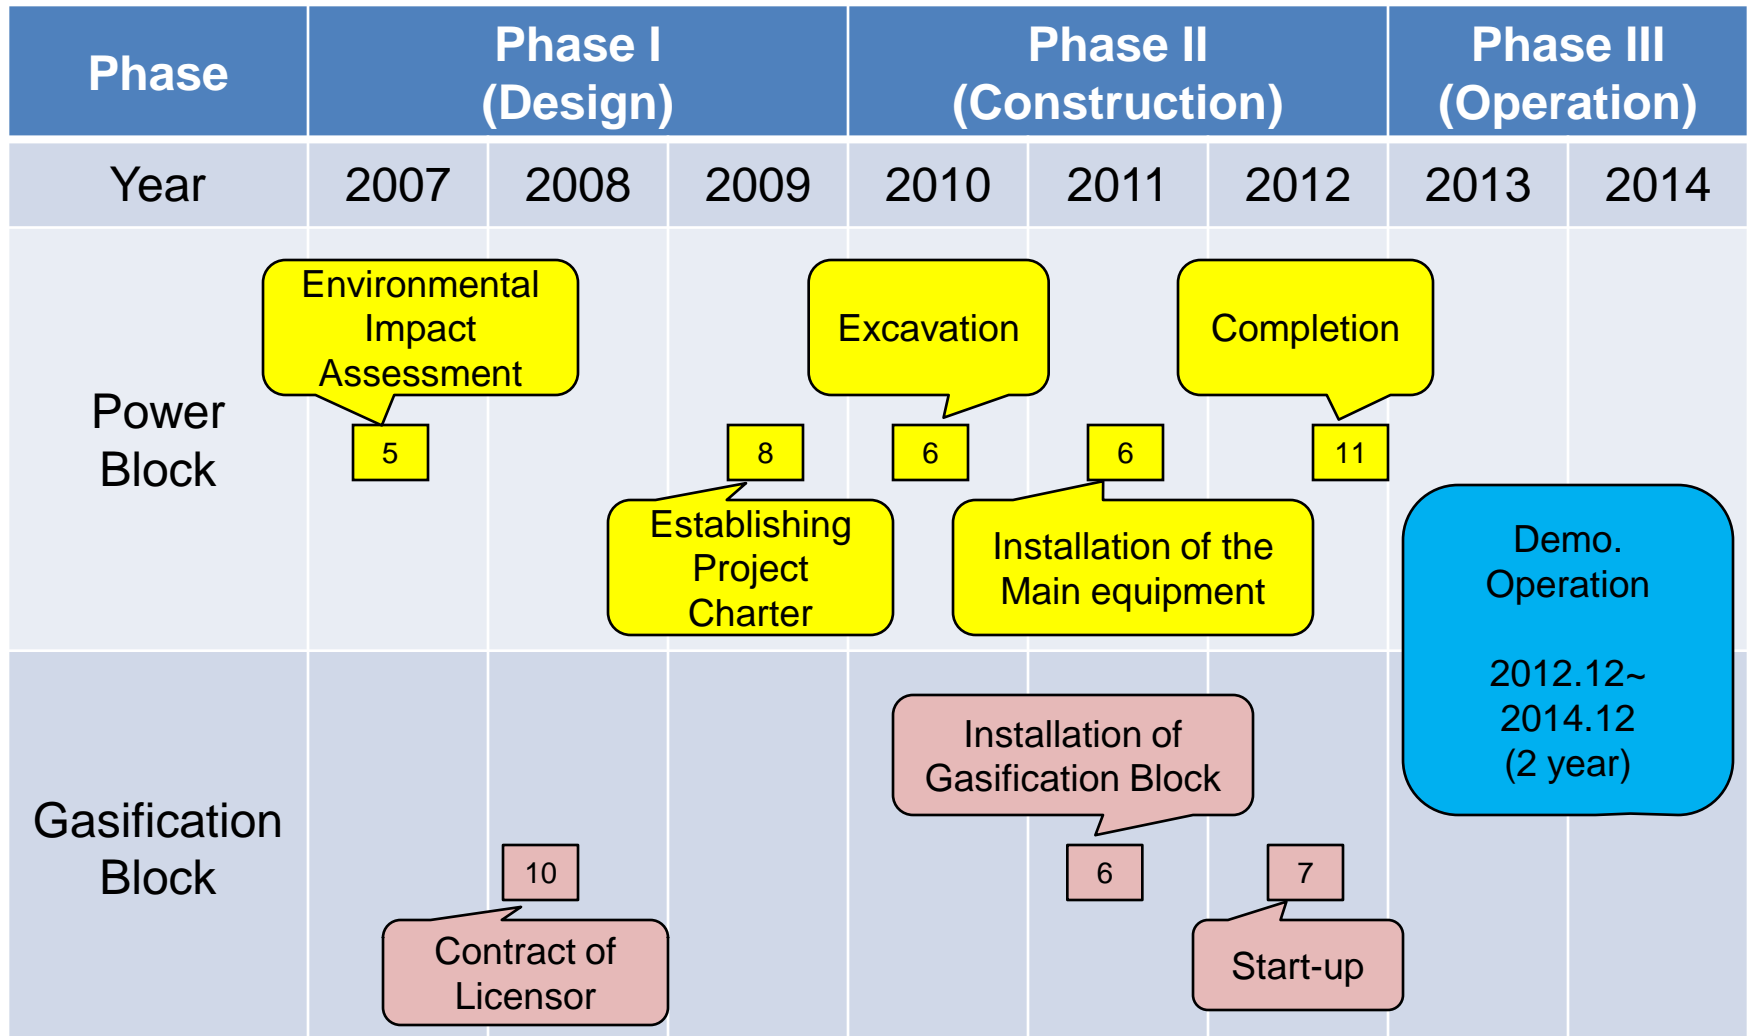 Phase
Phase I
(Design)
Phase II
(Construction)
Phase III
(Operation)
Year
2007
2008
2009
2010
2011
2012
2013
2014
Power
Block
Environmental
Impact
Assessment
5
8
Establishing
Project
Charter
Excavation
6
6
Installation of the
Main equipment
Completion
11
Demo.
Operation
2012.12~
2014.12
(2 year)
Gasification
Block
10
Contract of
Licensor
Installation of
Gasification Block
6
7
Start-up